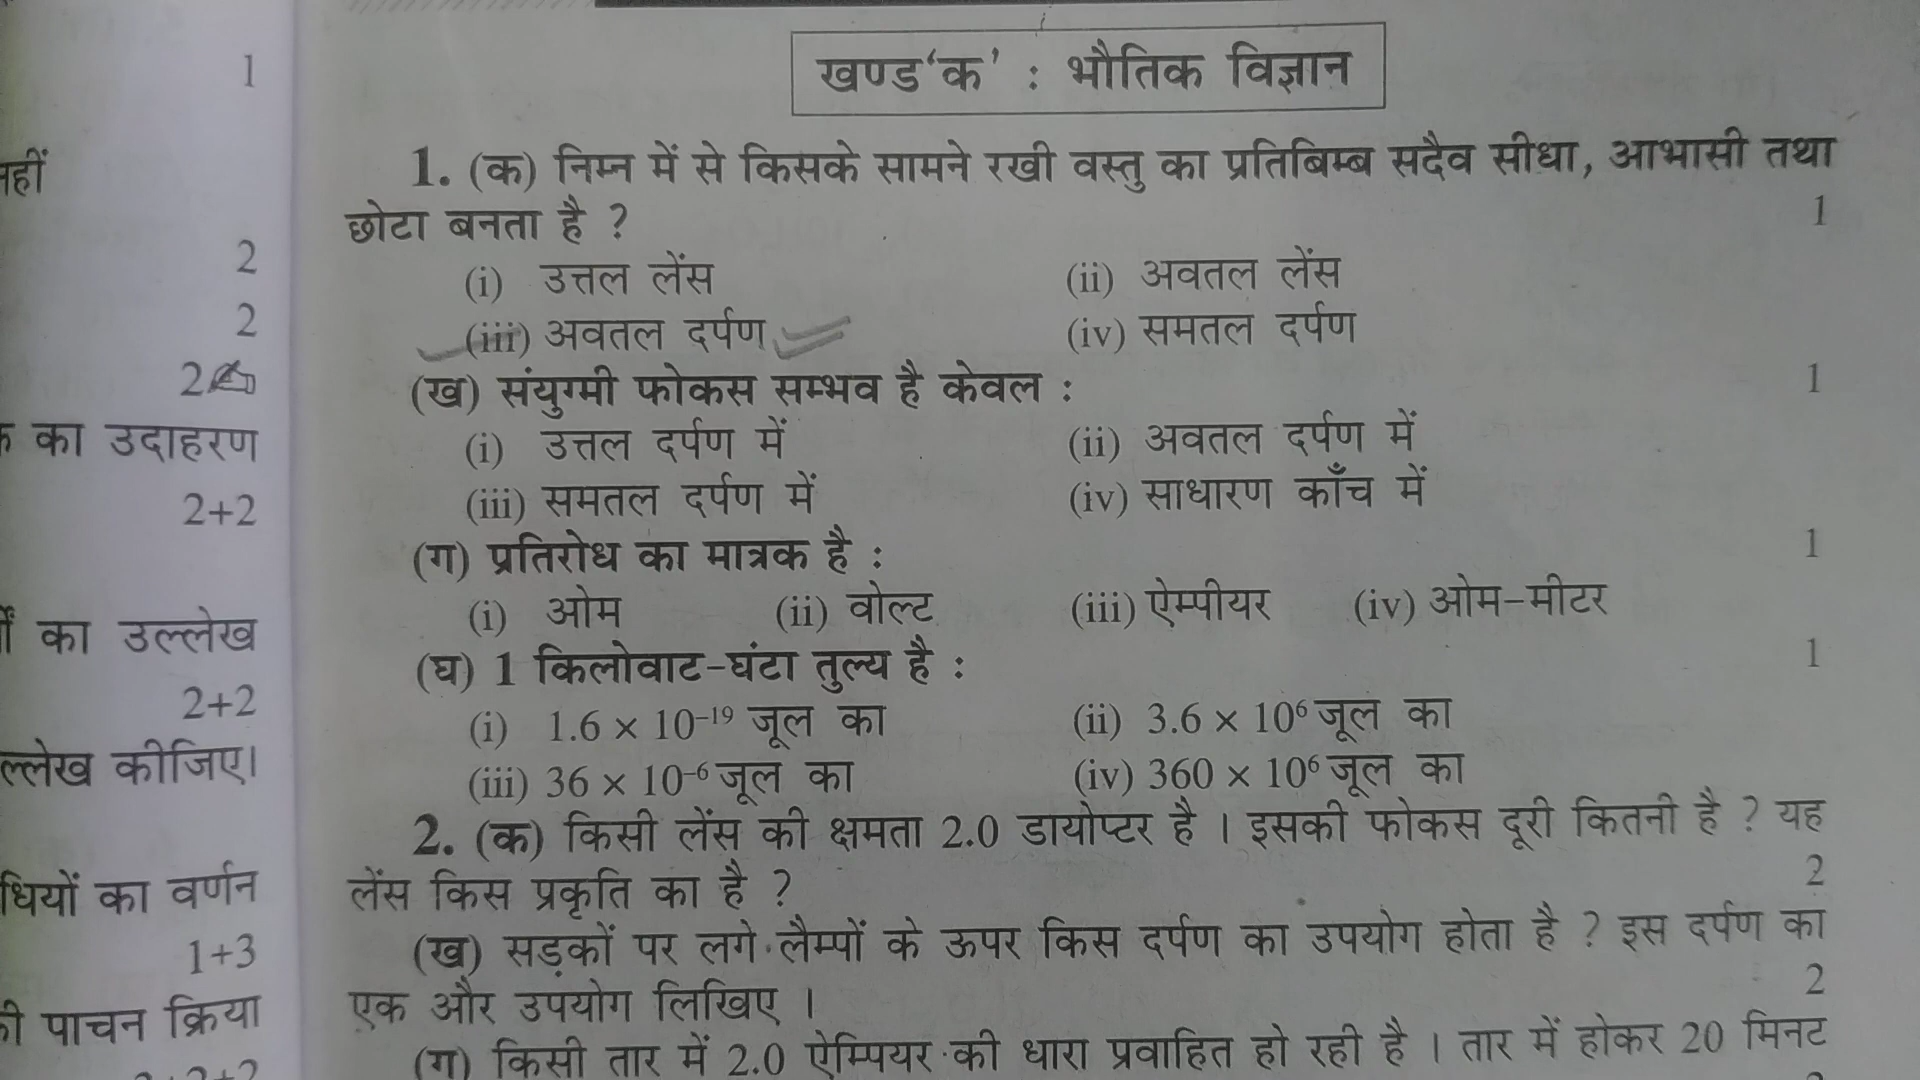 1
नहीं
2
2
2
का उदाहरण
2+2
का उल्लेख
2+2
ल्लेख कीजिए।
धियों का वर्णन
1+3
की पाचन क्रिया
खण्ड ‘क’ : भौतिक विज्ञान
1. (क) निम्न में से किसके सामने रखी वस्तु का प्रतिबिम्ब सदैव सीधा, आभासी तथा
छोटा बनता है ? 1
(i) उत्तल लेंस (ii) अवतल लेंस
(iii) अवतल दर्पण (iv) समतल दर्पण
(ख) संयुग्मी फोकस सम्भव है केवल : 1
(i) उत्तल दर्पण में (ii) अवतल दर्पण में
(iii) समतल दर्पण में (iv) साधारण काँच में
(ग) प्रतिरोध का मात्रक है : 1
(i) ओम (ii) वोल्ट (iii) ऐम्पीयर (iv) ओम-मीटर
(घ) 1 किलोवाट-घंटा तुल्य है : 1
(i) 1.6 × 10⁻¹⁹ जूल का (ii) 3.6 × 10⁶ जूल का
(iii) 36 × 10⁻⁶ जूल का (iv) 360 × 10⁶ जूल का
2. (क) किसी लेंस की क्षमता 2.0 डायोप्टर है । इसकी फोकस दूरी कितनी है ? यह
लेंस किस प्रकृति का है ? 2
(ख) सड़कों पर लगे लैम्पों के ऊपर किस दर्पण का उपयोग होता है ? इस दर्पण का
एक और उपयोग लिखिए । 2
(ग) किसी तार में 2.0 ऐम्पियर की धारा प्रवाहित हो रही है । तार में होकर 20 मिनट